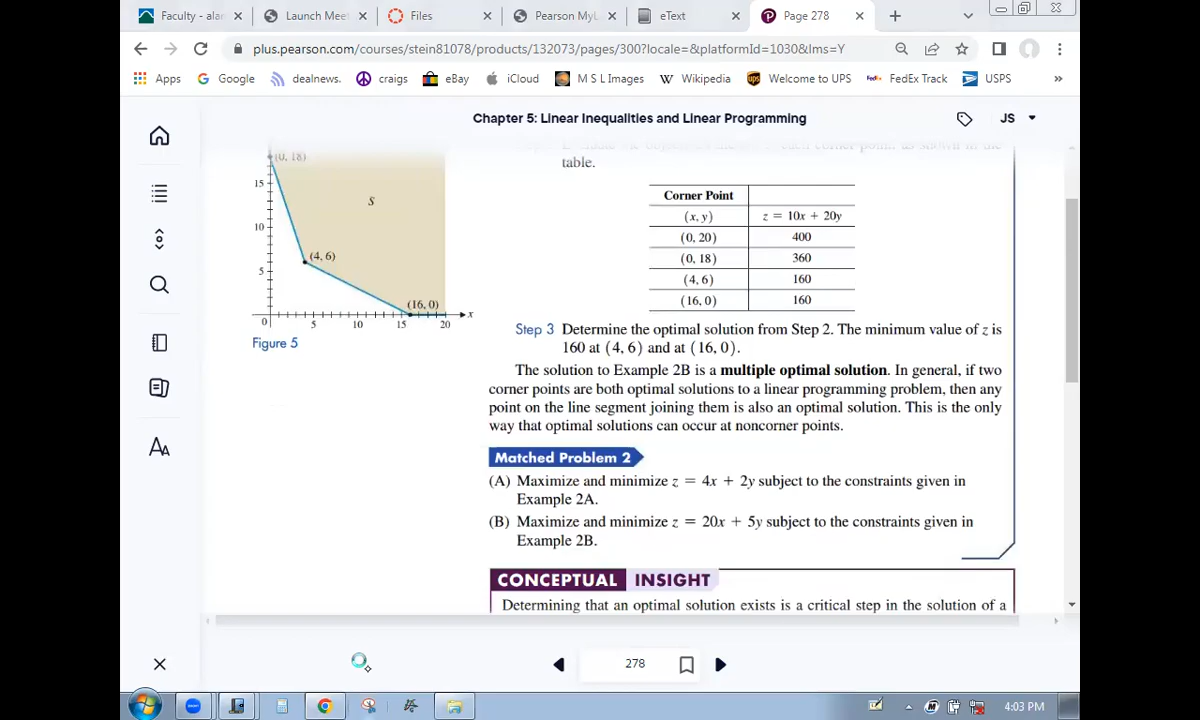 Faculty - alar
Launch Meet
Files
Pearson MyL
eText
Page 278
plus.pearson.com/courses/stein81078/products/132073/pages/300?locale=&platformId=1030&lms=Y
Apps
Google
dealnews.
craigs
eBay
iCloud
M S L Images
W Wikipedia
Welcome to UPS
FedEx Track
USPS
»
Chapter 5: Linear Inequalities and Linear Programming
JS
table.
(0, 18)
15
10
5
S
(4, 6)
(16, 0)
0 5 10 15 20 x
Figure 5
Corner Point
(x, y) z = 10x + 20y
(0, 20) 400
(0, 18) 360
(4, 6) 160
(16, 0) 160
Step 3 Determine the optimal solution from Step 2. The minimum value of z is
160 at (4, 6) and at (16, 0).
The solution to Example 2B is a multiple optimal solution. In general, if two
corner points are both optimal solutions to a linear programming problem, then any
point on the line segment joining them is also an optimal solution. This is the only
way that optimal solutions can occur at noncorner points.
Matched Problem 2
(A) Maximize and minimize z = 4x + 2y subject to the constraints given in
Example 2A.
(B) Maximize and minimize z = 20x + 5y subject to the constraints given in
Example 2B.
CONCEPTUAL INSIGHT
Determining that an optimal solution exists is a critical step in the solution of a
278
4:03 PM